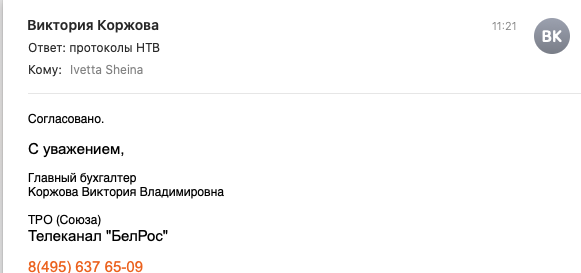 Виктория Коржова
11:21
ВК
Ответ: протоколы НТВ
Кому: Ivetta Sheina
Согласовано.
С уважением,
Главный бухгалтер
Коржова Виктория Владимировна
ТРО (Союза)
Телеканал "БелРос"
8(495) 637 65-09